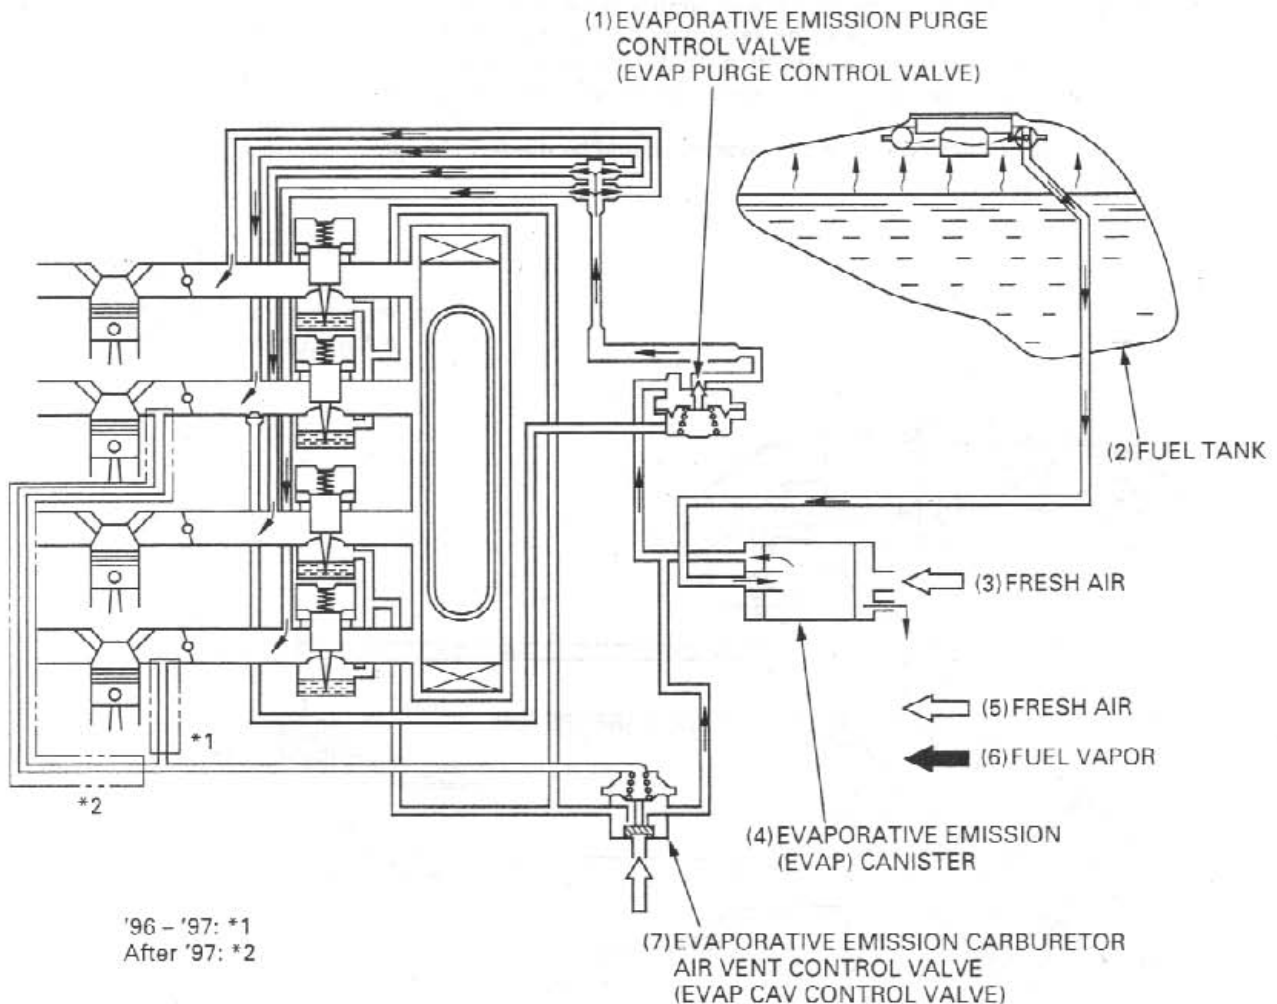 (1) EVAPORATIVE EMISSION PURGE
CONTROL VALVE
(EVAP PURGE CONTROL VALVE)
(2) FUEL TANK
(3) FRESH AIR
(5) FRESH AIR
(6) FUEL VAPOR
*1
*2
(4) EVAPORATIVE EMISSION
(EVAP) CANISTER
'96 – '97: *1
After '97: *2
(7) EVAPORATIVE EMISSION CARBURETOR
AIR VENT CONTROL VALVE
(EVAP CAV CONTROL VALVE)